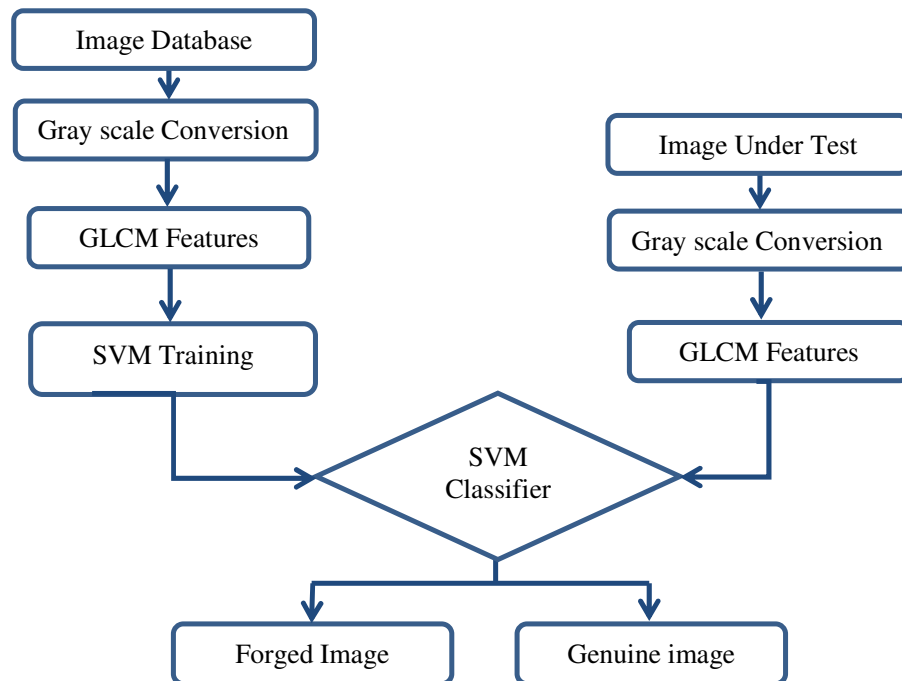 Image Database
Gray scale Conversion
GLCM Features
SVM Training
Image Under Test
Gray scale Conversion
GLCM Features
SVM
Classifier
Forged Image
Genuine image